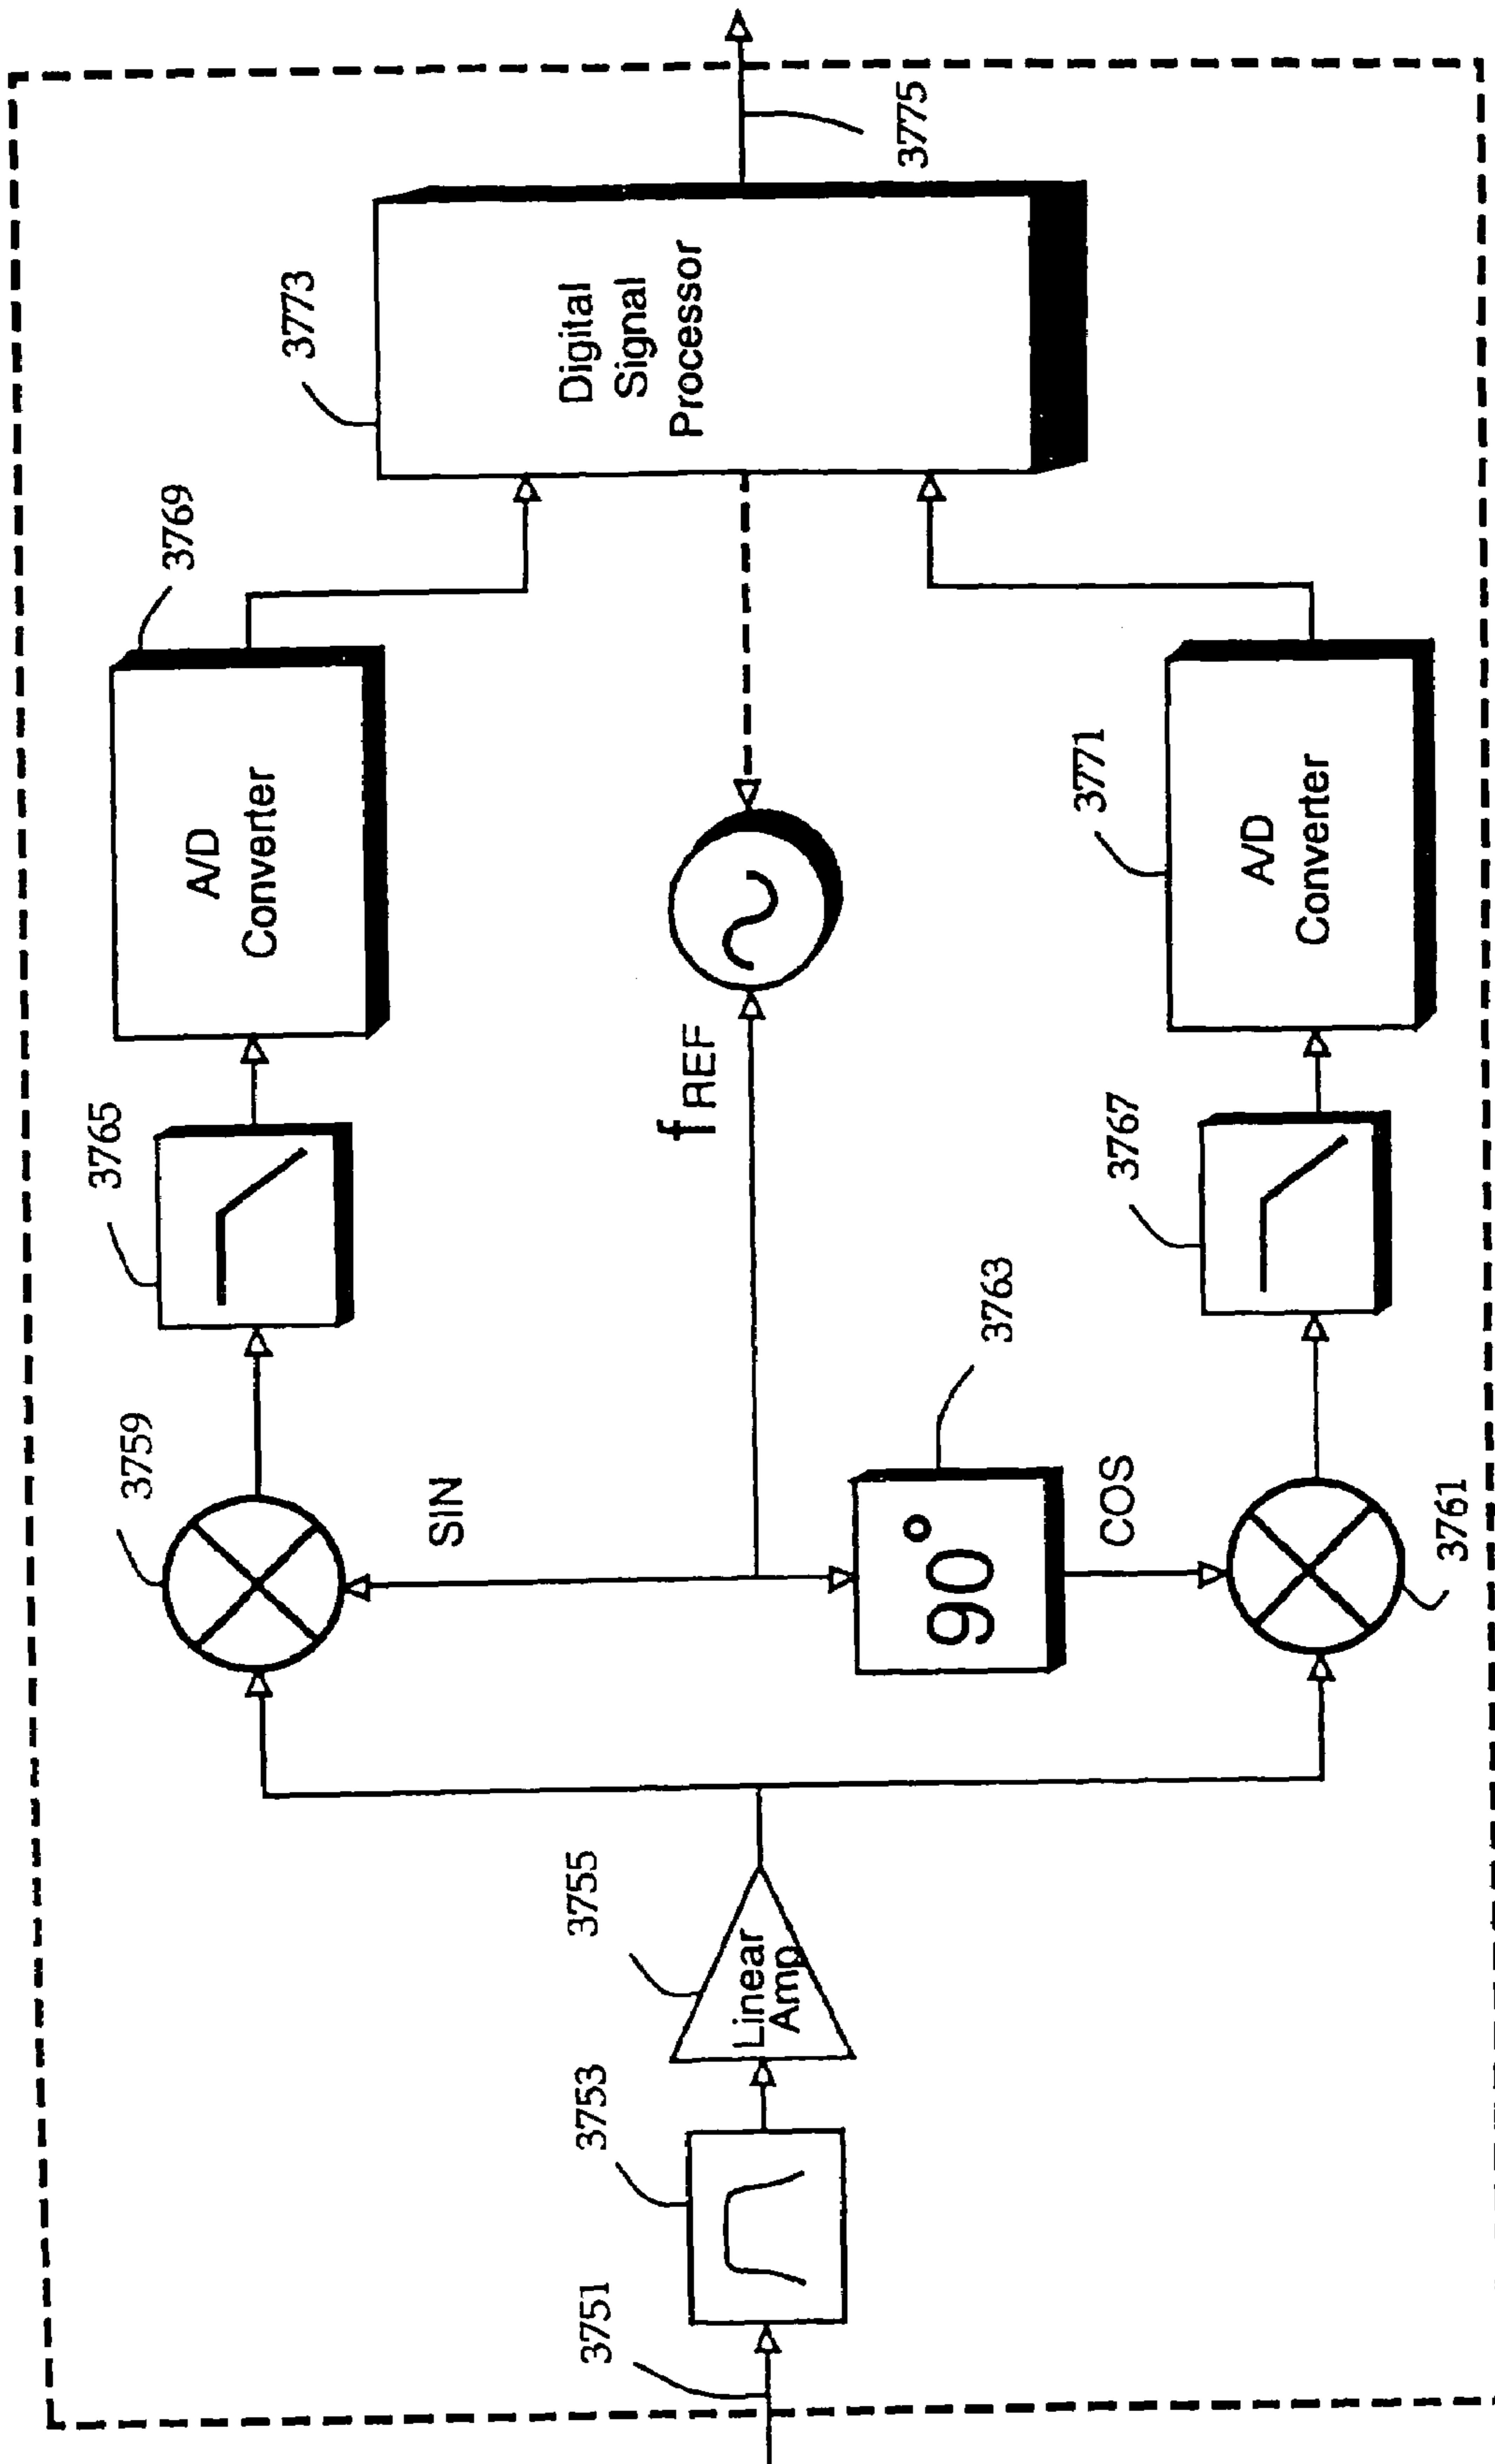 3751
3753
3755
Linear
Amp
3759
SIN
90°
3763
COS
3761
3765
fREF
3767
3769
A/D
Converter
3771
A/D
Converter
3773
Digital
Signal
Processor
3775